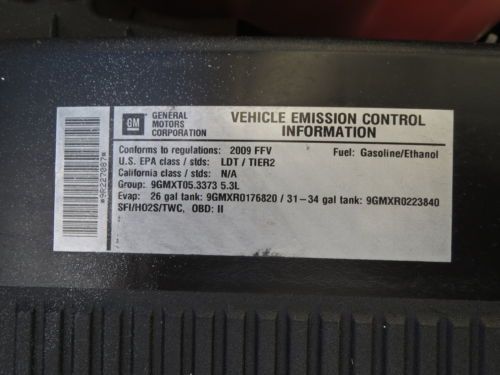 *96227087*
GM
GENERAL
MOTORS
CORPORATION
VEHICLE EMISSION CONTROL
INFORMATION
Conforms to regulations: 2009 FFV Fuel: Gasoline/Ethanol
U.S. EPA class / stds: LDT / TIER2
California class / stds: N/A
Group: 9GMXT05.3373 5.3L
Evap: 26 gal tank: 9GMXR0176820 / 31-34 gal tank: 9GMXR0223840
SFI/HO2S/TWC, OBD: II